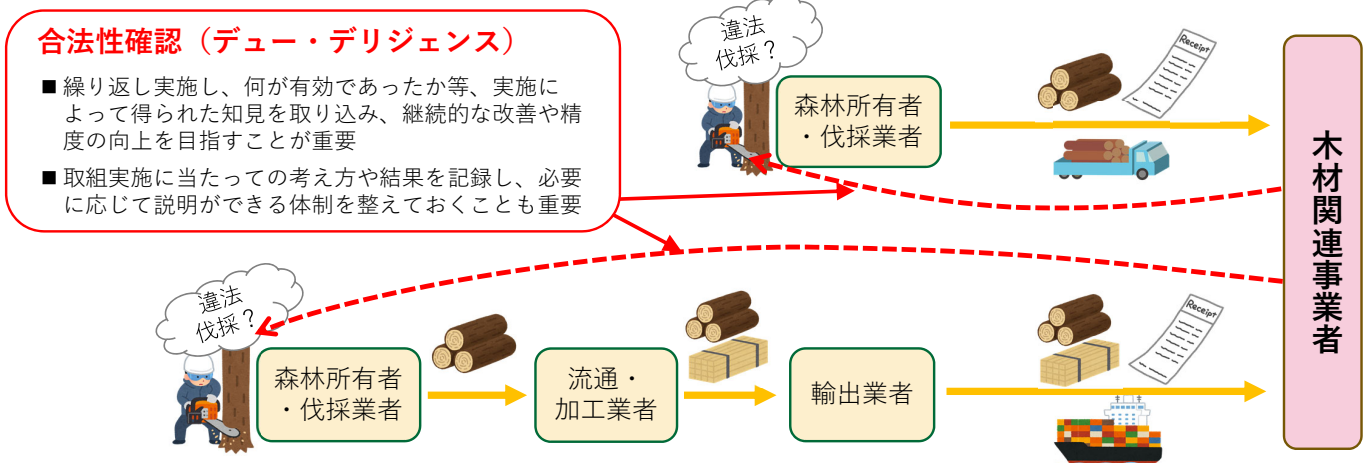 合法性確認（デュー・デリジェンス）
■ 繰り返し実施し、何が有効であったか等、実施に
よって得られた知見を取り込み、継続的な改善や精
度の向上を目指すことが重要
■ 取組実施に当たっての考え方や結果を記録し、必要
に応じて説明ができる体制を整えておくことも重要
違法
伐採？
森林所有者
・伐採業者
Receipt
木材関連事業者
違法
伐採？
森林所有者
・伐採業者
流通・
加工業者
輸出業者
Receipt